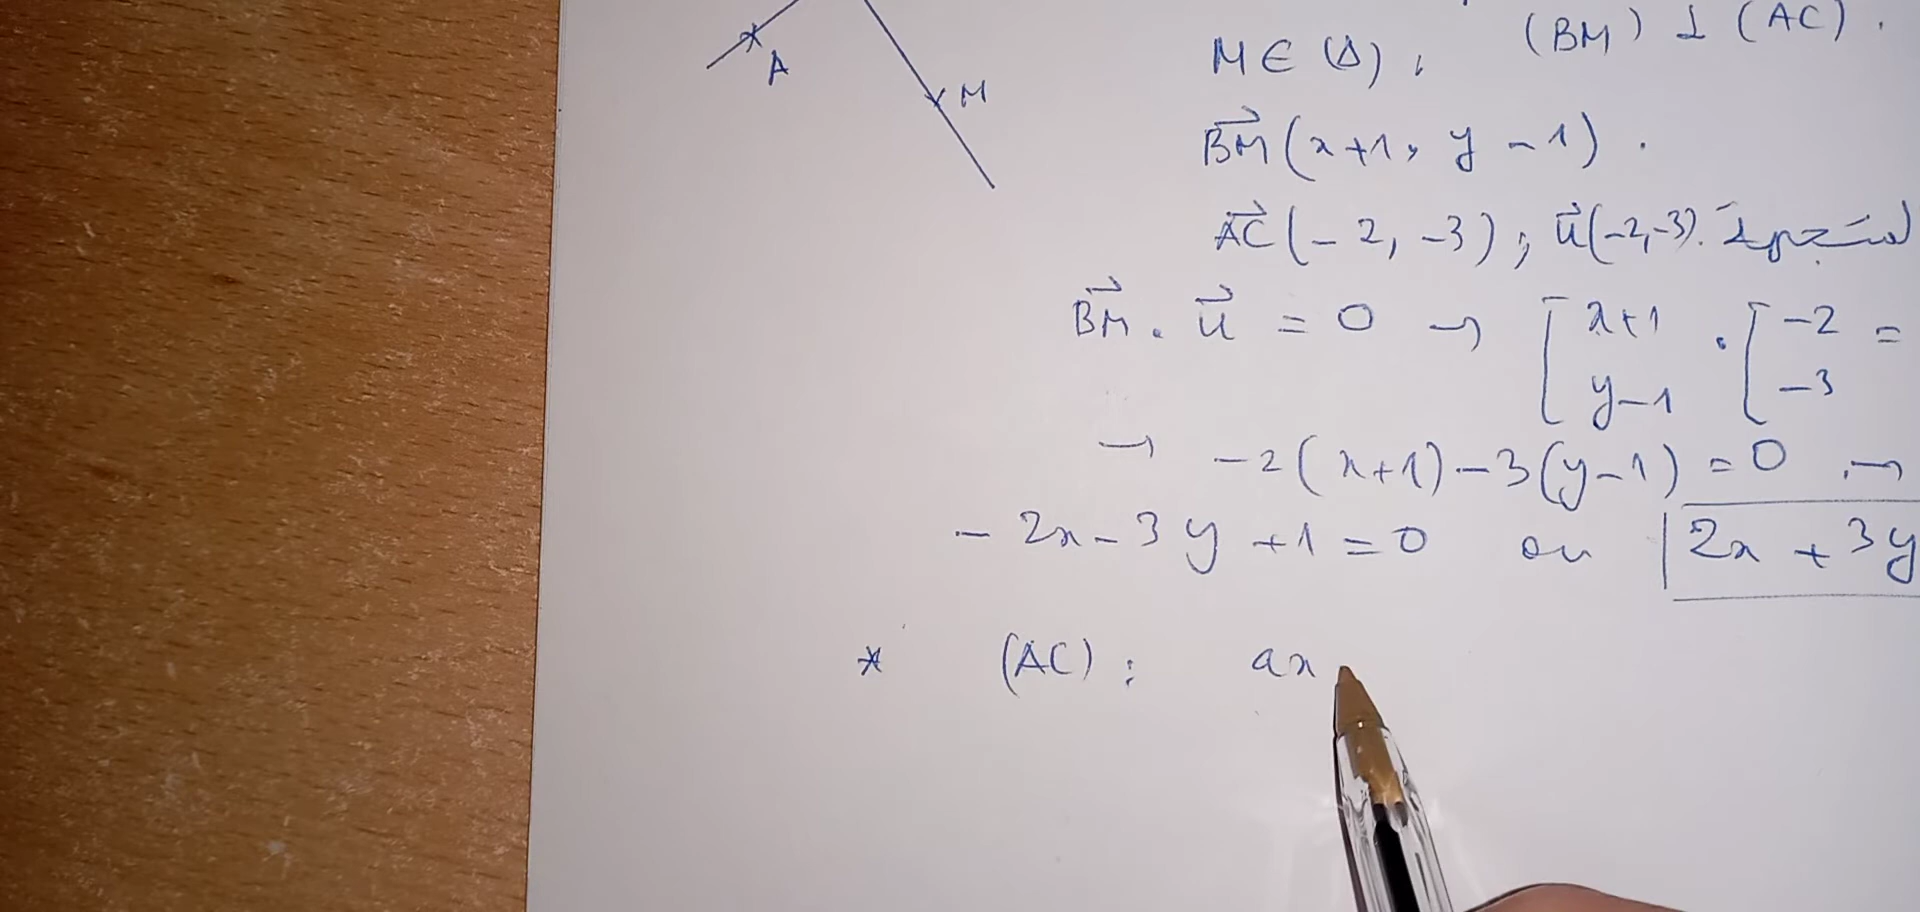 A
M
M ∈ (Δ), (BM) ⊥ (AC).
BM→(x+1, y-1).
AC→(-2, -3); u→(-2,-3).
BM→ . u→ = 0 → [x+1 y-1 . [-2 -3 =
→ -2(x+1)-3(y-1) = 0 →
- 2x - 3y + 1 = 0 ou 2x + 3y
* (AC) : ax